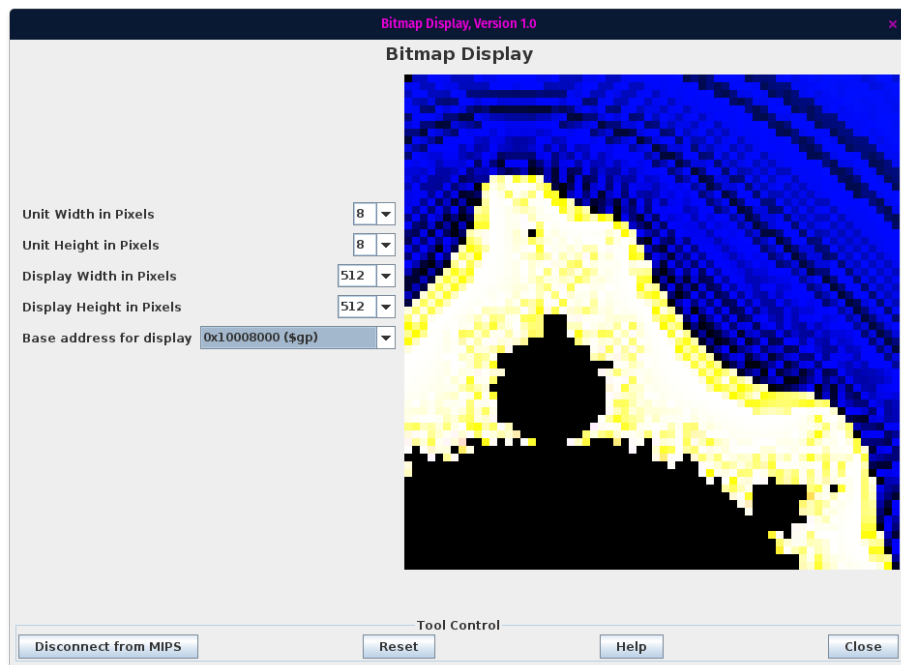 Bitmap Display, Version 1.0
Bitmap Display
Unit Width in Pixels 8
Unit Height in Pixels 8
Display Width in Pixels 512
Display Height in Pixels 512
Base address for display 0x10008000 ($gp)
Tool Control
Disconnect from MIPS Reset Help Close